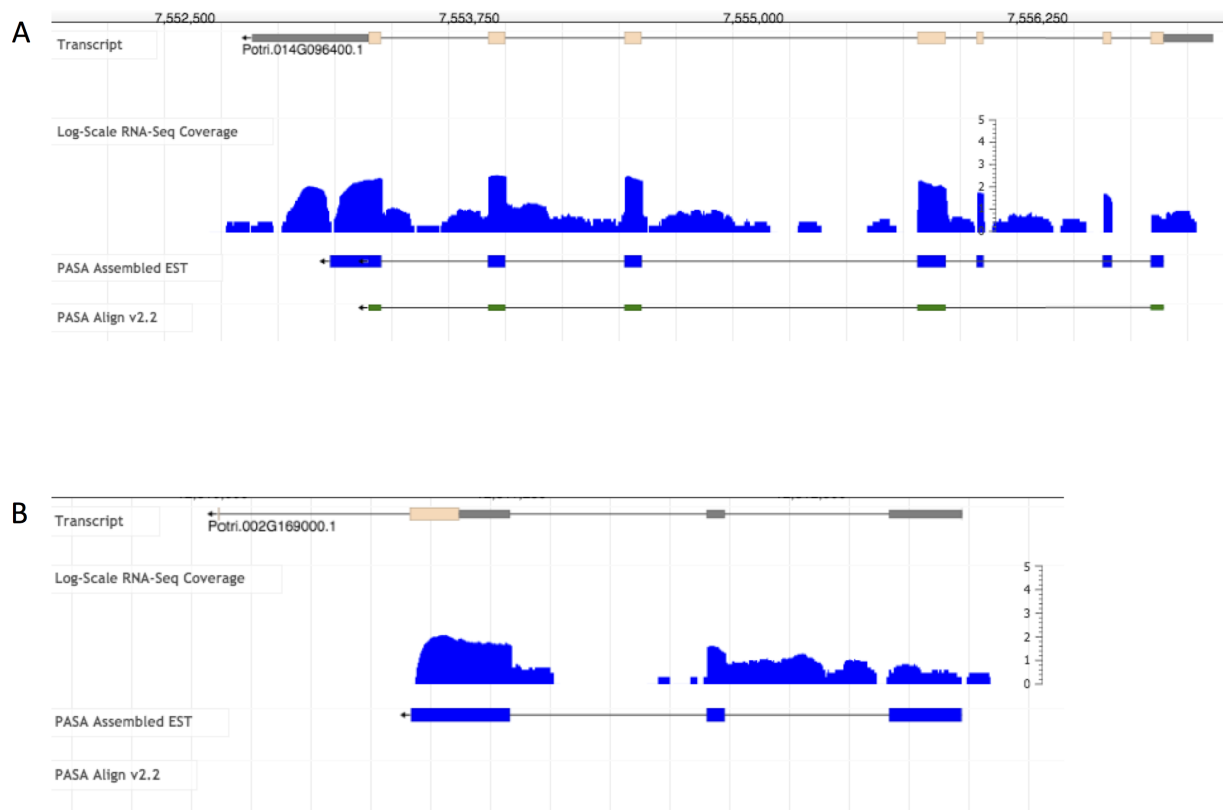 7,552,500 7,553,750 7,555,000 7,556,250
A
Transcript
Potri.014G096400.1
Log-Scale RNA-Seq Coverage
5
4
3
2
1
0
PASA Assembled EST
PASA Align v2.2
B
Transcript
Potri.002G169000.1
Log-Scale RNA-Seq Coverage
5
4
3
2
1
0
PASA Assembled EST
PASA Align v2.2